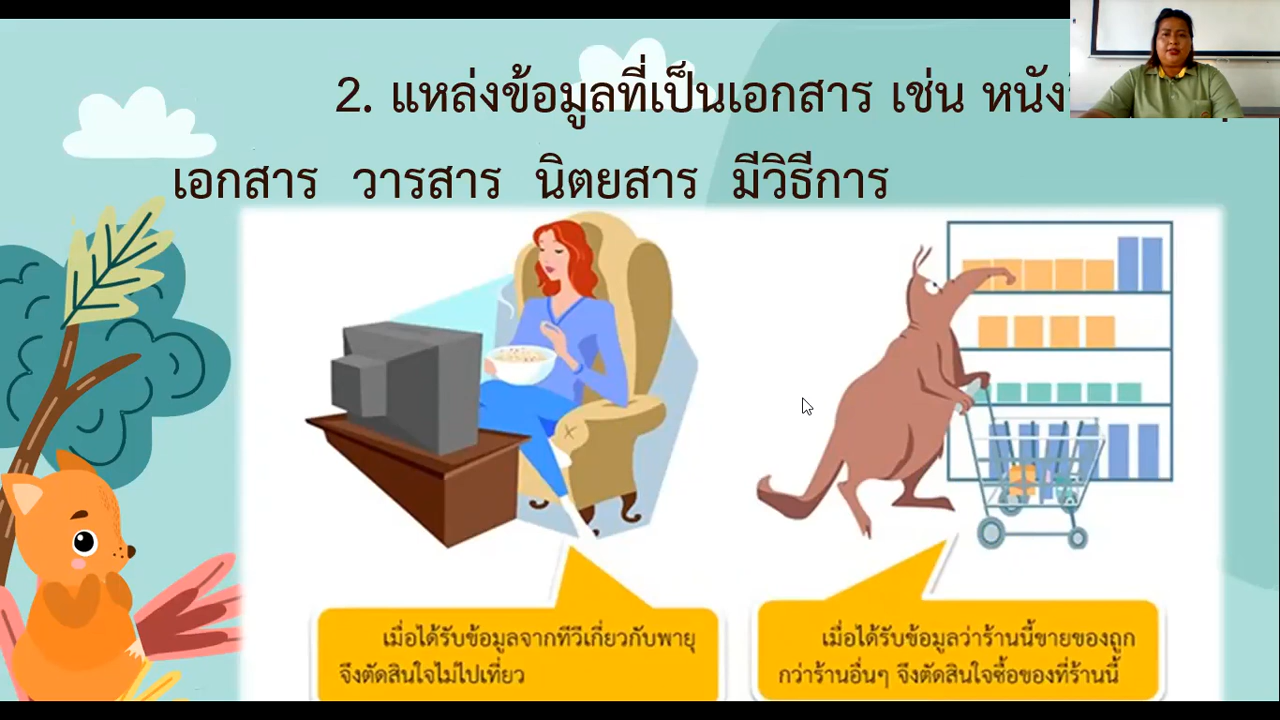 2. แหล่งข้อมูลที่เป็นเอกสาร เช่น
เอกสาร วารสาร นิตยสาร มีวิธีการ
เมื่อได้รับข้อมูลจากทีวีเกี่ยวกับพายุ
จึงตัดสินใจไม่ไปเที่ยว
เมื่อได้รับข้อมูลว่าร้านนี้ขายของถูก
กว่าร้านอื่นๆ จึงตัดสินใจซื้อของที่ร้านนี้